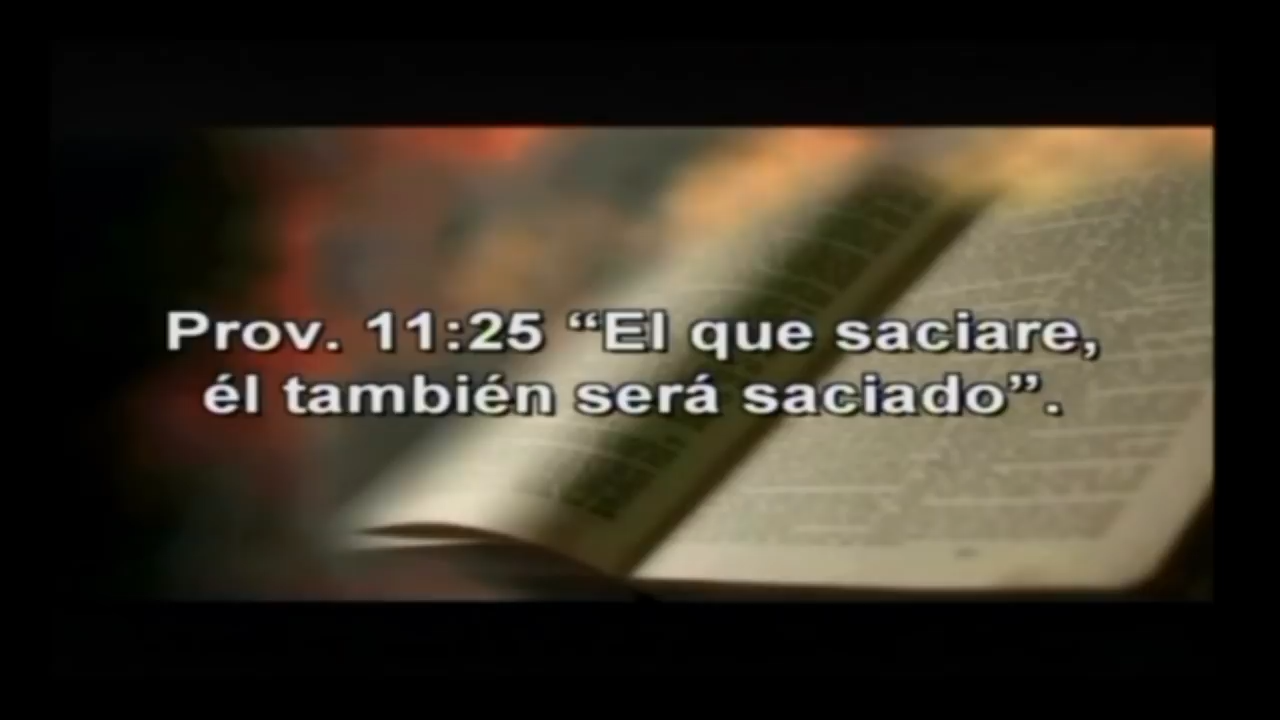 Prov. 11:25 “El que saciare,
él también será saciado”.